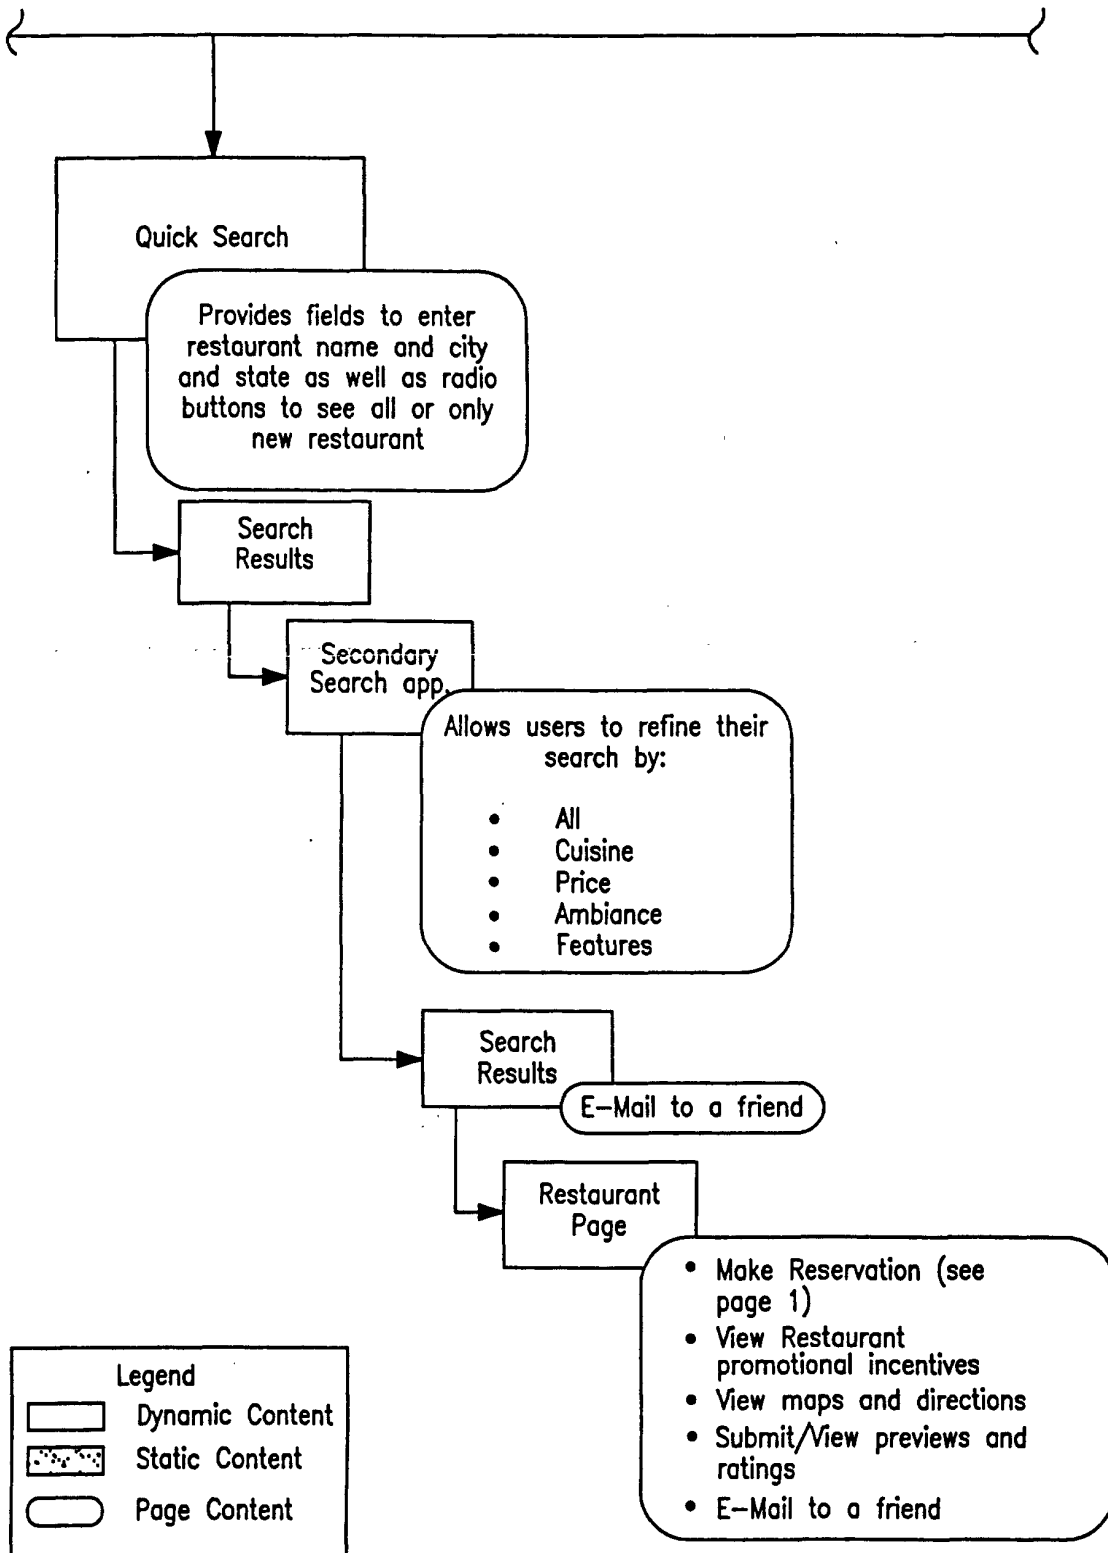 Quick Search
Provides fields to enter
restaurant name and city
and state as well as radio
buttons to see all or only
new restaurant
Search
Results
Secondary
Search app.
Allows users to refine their
search by:
• All
• Cuisine
• Price
• Ambiance
• Features
Search
Results
E-Mail to a friend
Restaurant
Page
• Make Reservation (see
page 1)
• View Restaurant
promotional incentives
• View maps and directions
• Submit/View previews and
ratings
• E-Mail to a friend
Legend
Dynamic Content
Static Content
Page Content